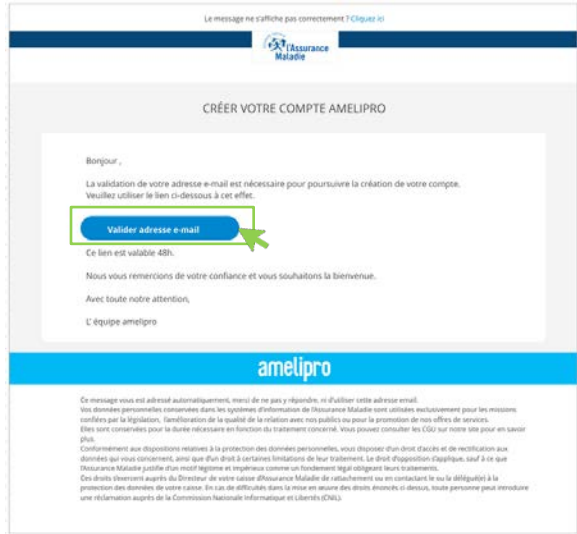 Le message ne s'affiche pas correctement ? Cliquez ici
l'Assurance
Maladie
CRÉER VOTRE COMPTE AMELIPRO
Bonjour ,
La validation de votre adresse e-mail est nécessaire pour poursuivre la création de votre compte.
Veuillez utiliser le lien ci-dessous à cet effet.
Valider adresse e-mail
Ce lien est valable 48h.
Nous vous remercions de votre confiance et vous souhaitons la bienvenue.
Avec toute notre attention,
L' équipe amelipro
amelipro
Ce message vous est adressé automatiquement, merci de ne pas y répondre, ni d'utiliser cette adresse email.
Vos données personnelles conservées dans les systèmes d'information de l'Assurance Maladie sont utilisées exclusivement pour les missions
confiées par la législation, l'amélioration de la qualité de la relation avec nos publics ou pour la promotion de nos offres de services.
Elles sont conservées pour la durée nécessaire en fonction du traitement concerné. Vous pouvez consulter les CGU sur notre site pour en savoir
plus.
Conformément aux dispositions relatives à la protection des données personnelles, vous disposez d'un droit d'accès et de rectification aux
données qui vous concernent, ainsi que d'un droit à certaines limitations de leur traitement. Le droit d'opposition s'applique, sauf à ce que
l'Assurance Maladie justifie d'un motif légitime et impérieux comme un fondement légal obligeant leurs traitements.
Ces droits s'exercent auprès du Directeur de votre caisse d'Assurance Maladie de rattachement ou en contactant le ou la délégué(e) à la
protection des données de votre caisse. En cas de difficultés dans la mise en œuvre des droits énoncés ci-dessus, toute personne peut introduire
une réclamation auprès de la Commission Nationale Informatique et Libertés (CNIL).